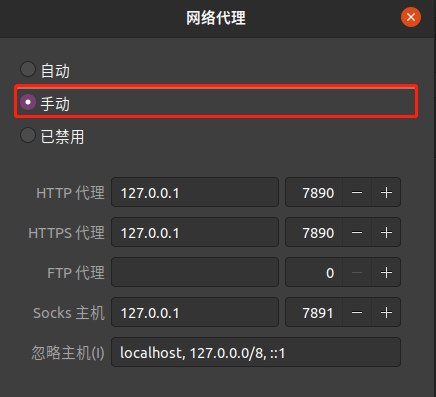 网络代理
自动
手动
已禁用
HTTP 代理 127.0.0.1 7890 − +
HTTPS 代理 127.0.0.1 7890 − +
FTP 代理 0 − +
Socks 主机 127.0.0.1 7891 − +
忽略主机(I) localhost, 127.0.0.0/8, ::1